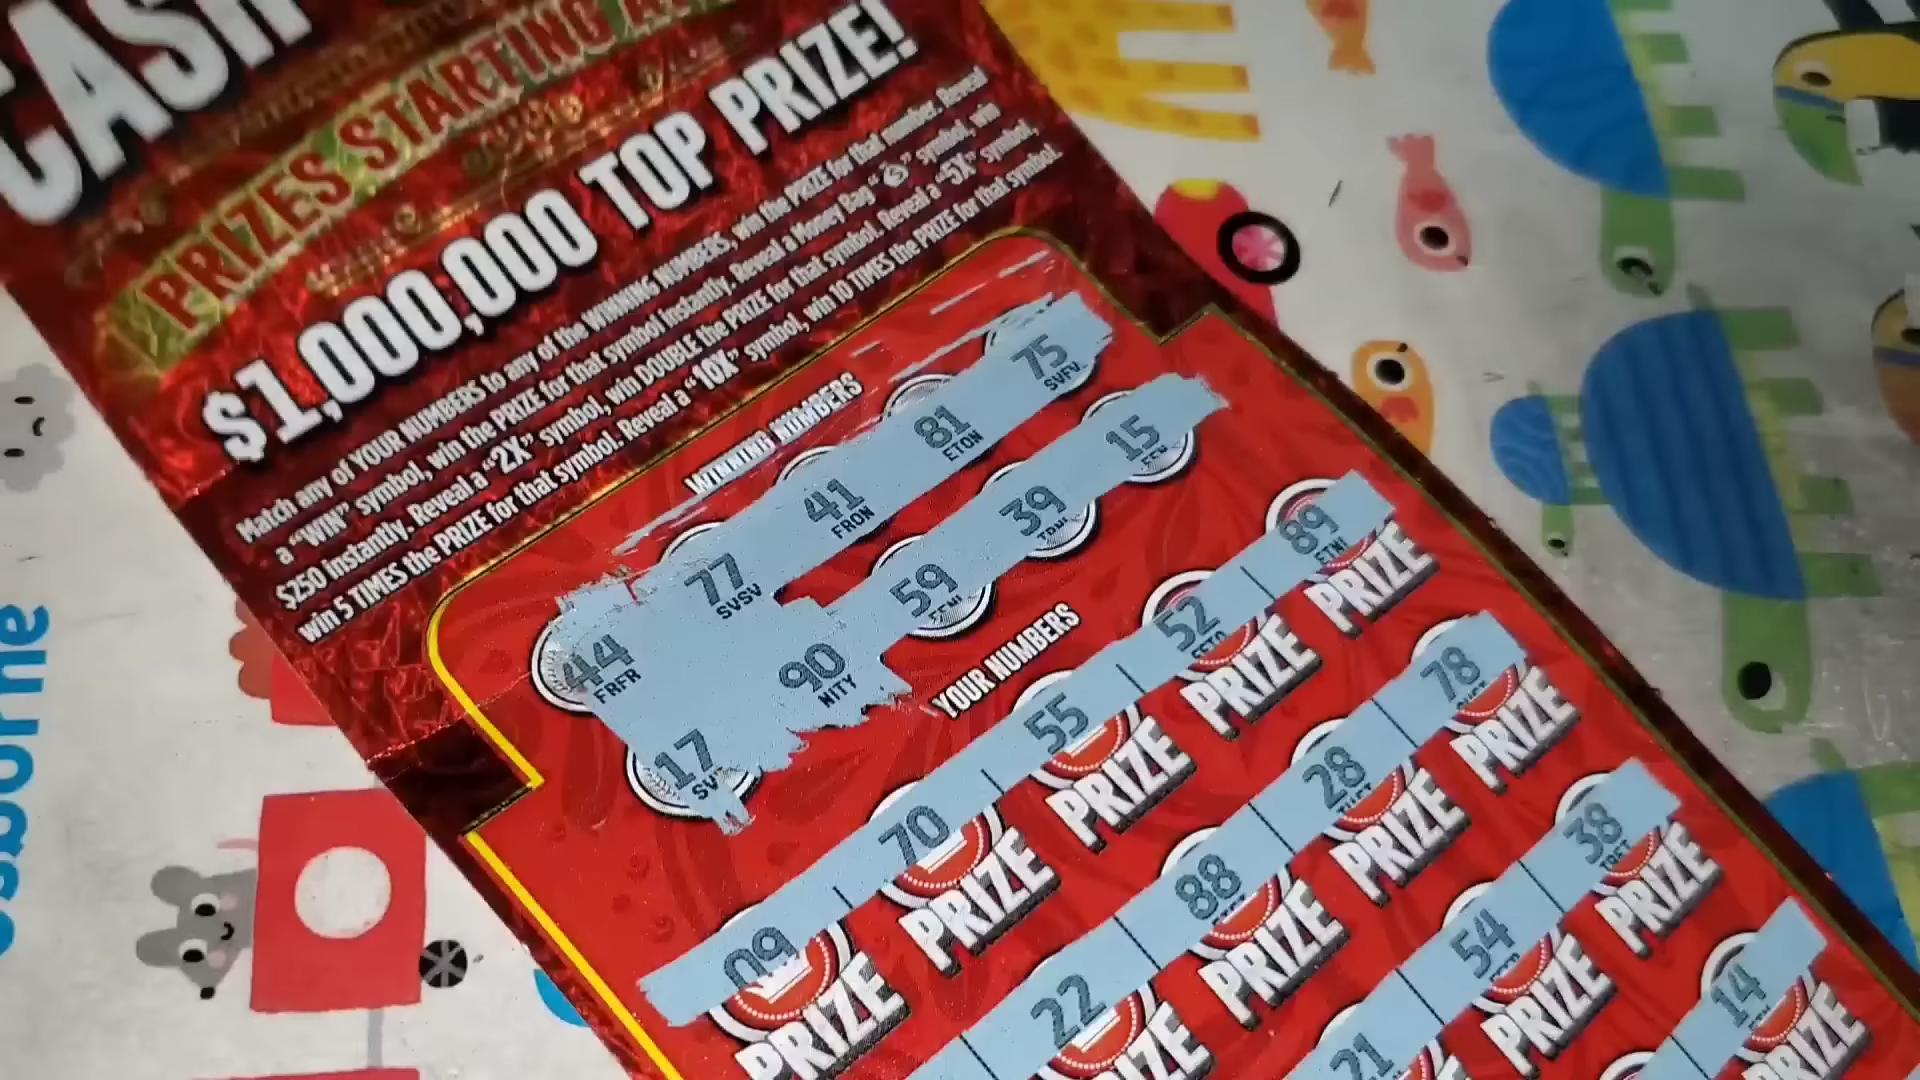 CASH
PRIZES STARTING AT
$1,000,000 TOP PRIZE!
Match any of YOUR NUMBERS to any of the WINNING NUMBERS, win the PRIZE for that number. Reveal
a "WIN" symbol, win the PRIZE for that symbol instantly. Reveal a Money Bag "💰" symbol, win
$250 instantly. Reveal a "2X" symbol, win DOUBLE the PRIZE for that symbol. Reveal a "5X" symbol,
win 5 TIMES the PRIZE for that symbol. Reveal a "10X" symbol, win 10 TIMES the PRIZE for that symbol.
WINNING NUMBERS
44 77 41 81 75
FRFR SVSV FRON ETON SVFV
17 90 59 39 15
NITY
YOUR NUMBERS
09 70 55 52 89
PRIZE PRIZE PRIZE PRIZE PRIZE
22 88 28 78
PRIZE PRIZE PRIZE PRIZE
21 54 38
PRIZE PRIZE
14
PRIZE
sborne